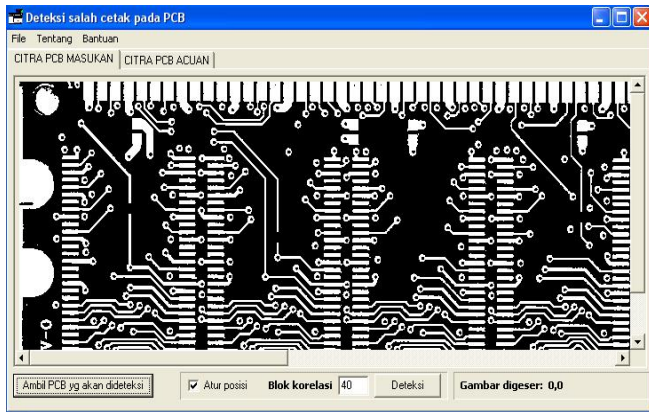 Deteksi salah cetak pada PCB
File Tentang Bantuan
CITRA PCB MASUKAN CITRA PCB ACUAN
V-0
Ambil PCB yg akan dideteksi Atur posisi Blok korelasi 40 Deteksi Gambar digeser: 0,0